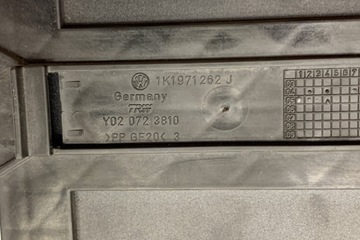 1K1971262 J
Germany
TRW
Y02 072 3810
>PP GF20< 3
1 2 3 4 5 6 7